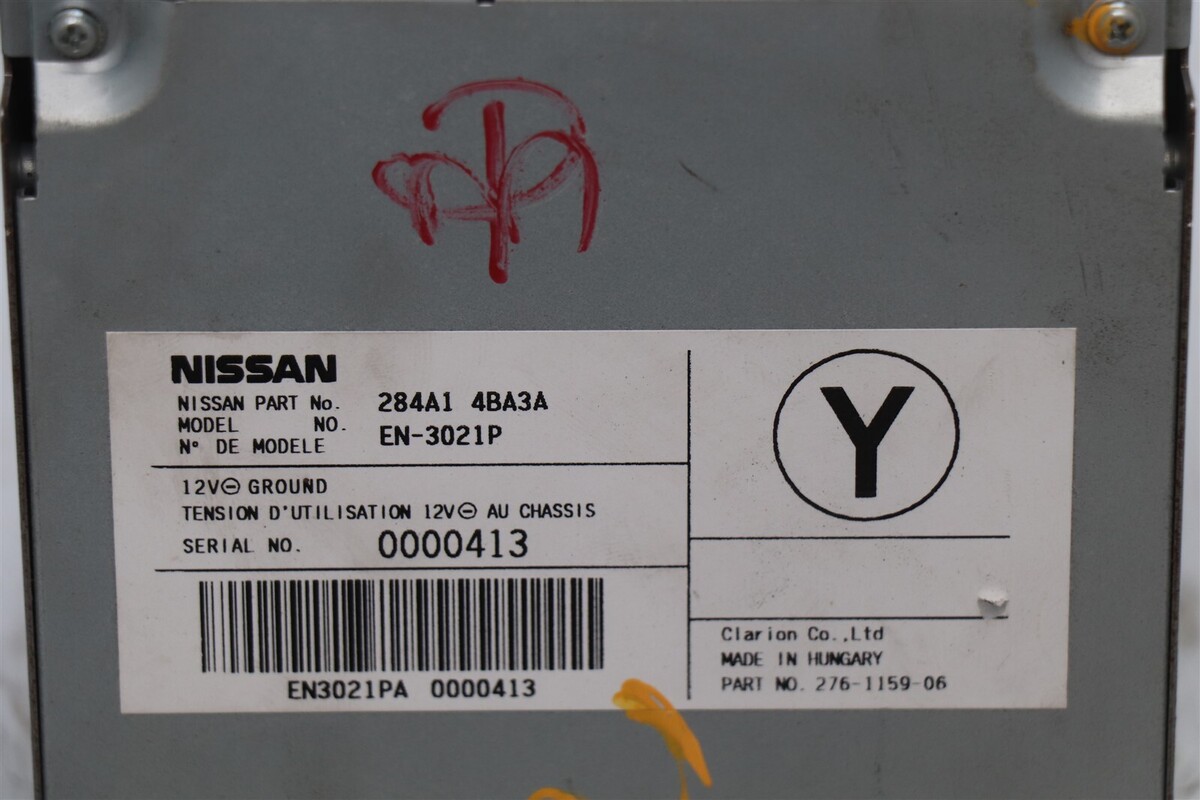 NISSAN
NISSAN PART No. 284A1 4BA3A
MODEL NO. EN-3021P
N° DE MODELE
12V⊖ GROUND
TENSION D'UTILISATION 12V⊖ AU CHASSIS
SERIAL NO. 0000413
EN3021PA 0000413
Y
Clarion Co.,Ltd
MADE IN HUNGARY
PART NO. 276-1159-06